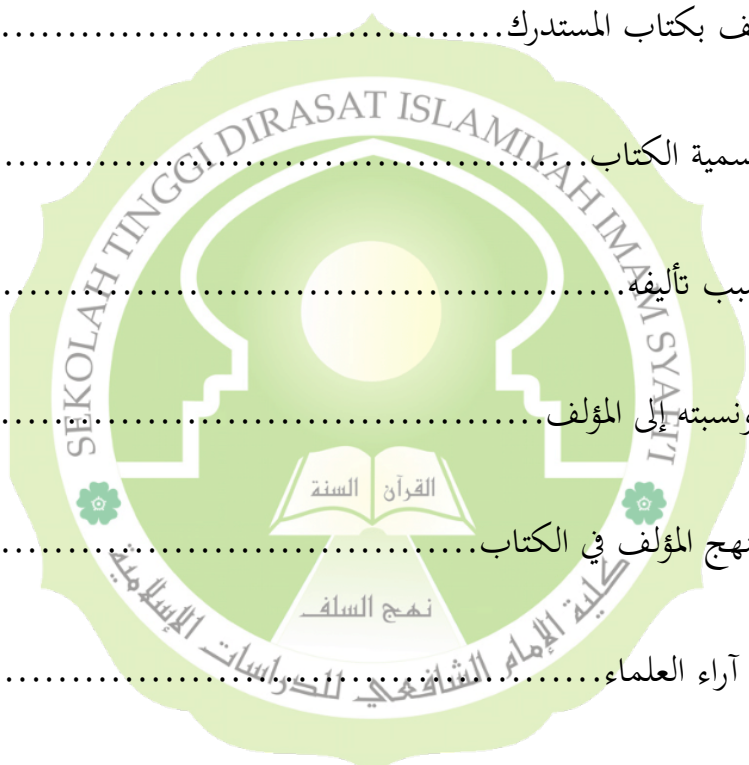 بكتاب المستدرك........................................
الكتاب........................................
تأليفه........................................
ونسبته إلى المؤلف........................................
المؤلف في الكتاب........................................
آراء العلماء........................................
SEKOLAH TINGGI DIRASAT ISLAMIYAH IMAM SYAFI'I
القرآن السنة
نهج السلف
كلية الإمام الشافعي للدراسات الإسلامية